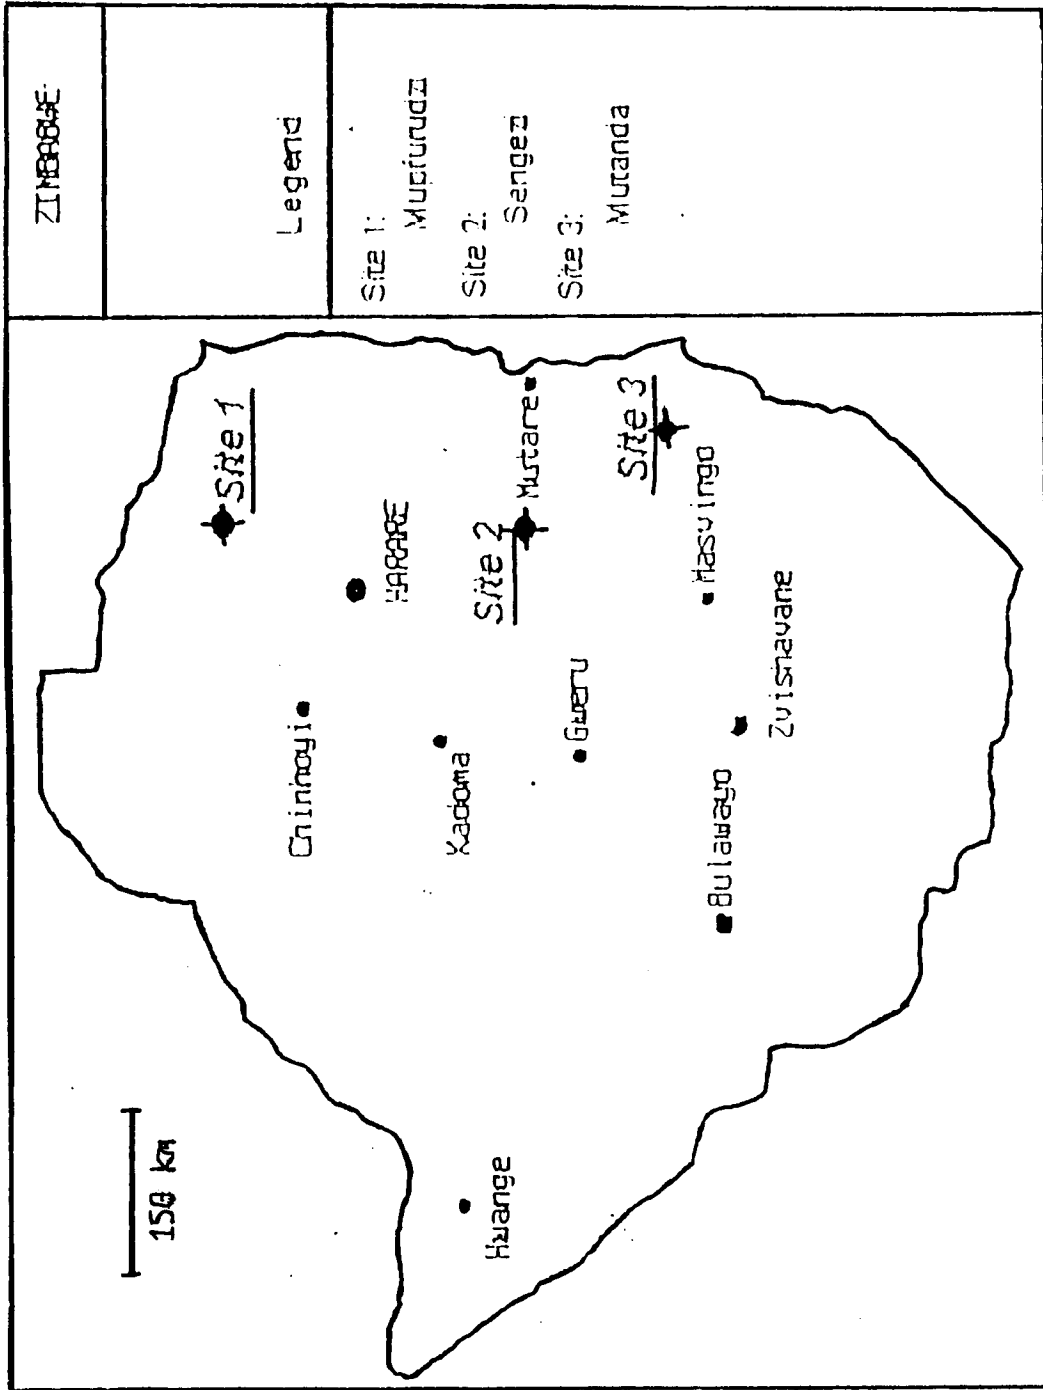 ZIMBABWE
Legend
Site 1:
Mupfurudzi
Site 2:
Sengezi
Site 3:
Mutanda
Site 1
HARARE
Chinhoyi
Kadoma
Site 2
Mutare
Site 3
Gweru
Masvingo
Zvishavane
Bulawayo
Hwange
150 km